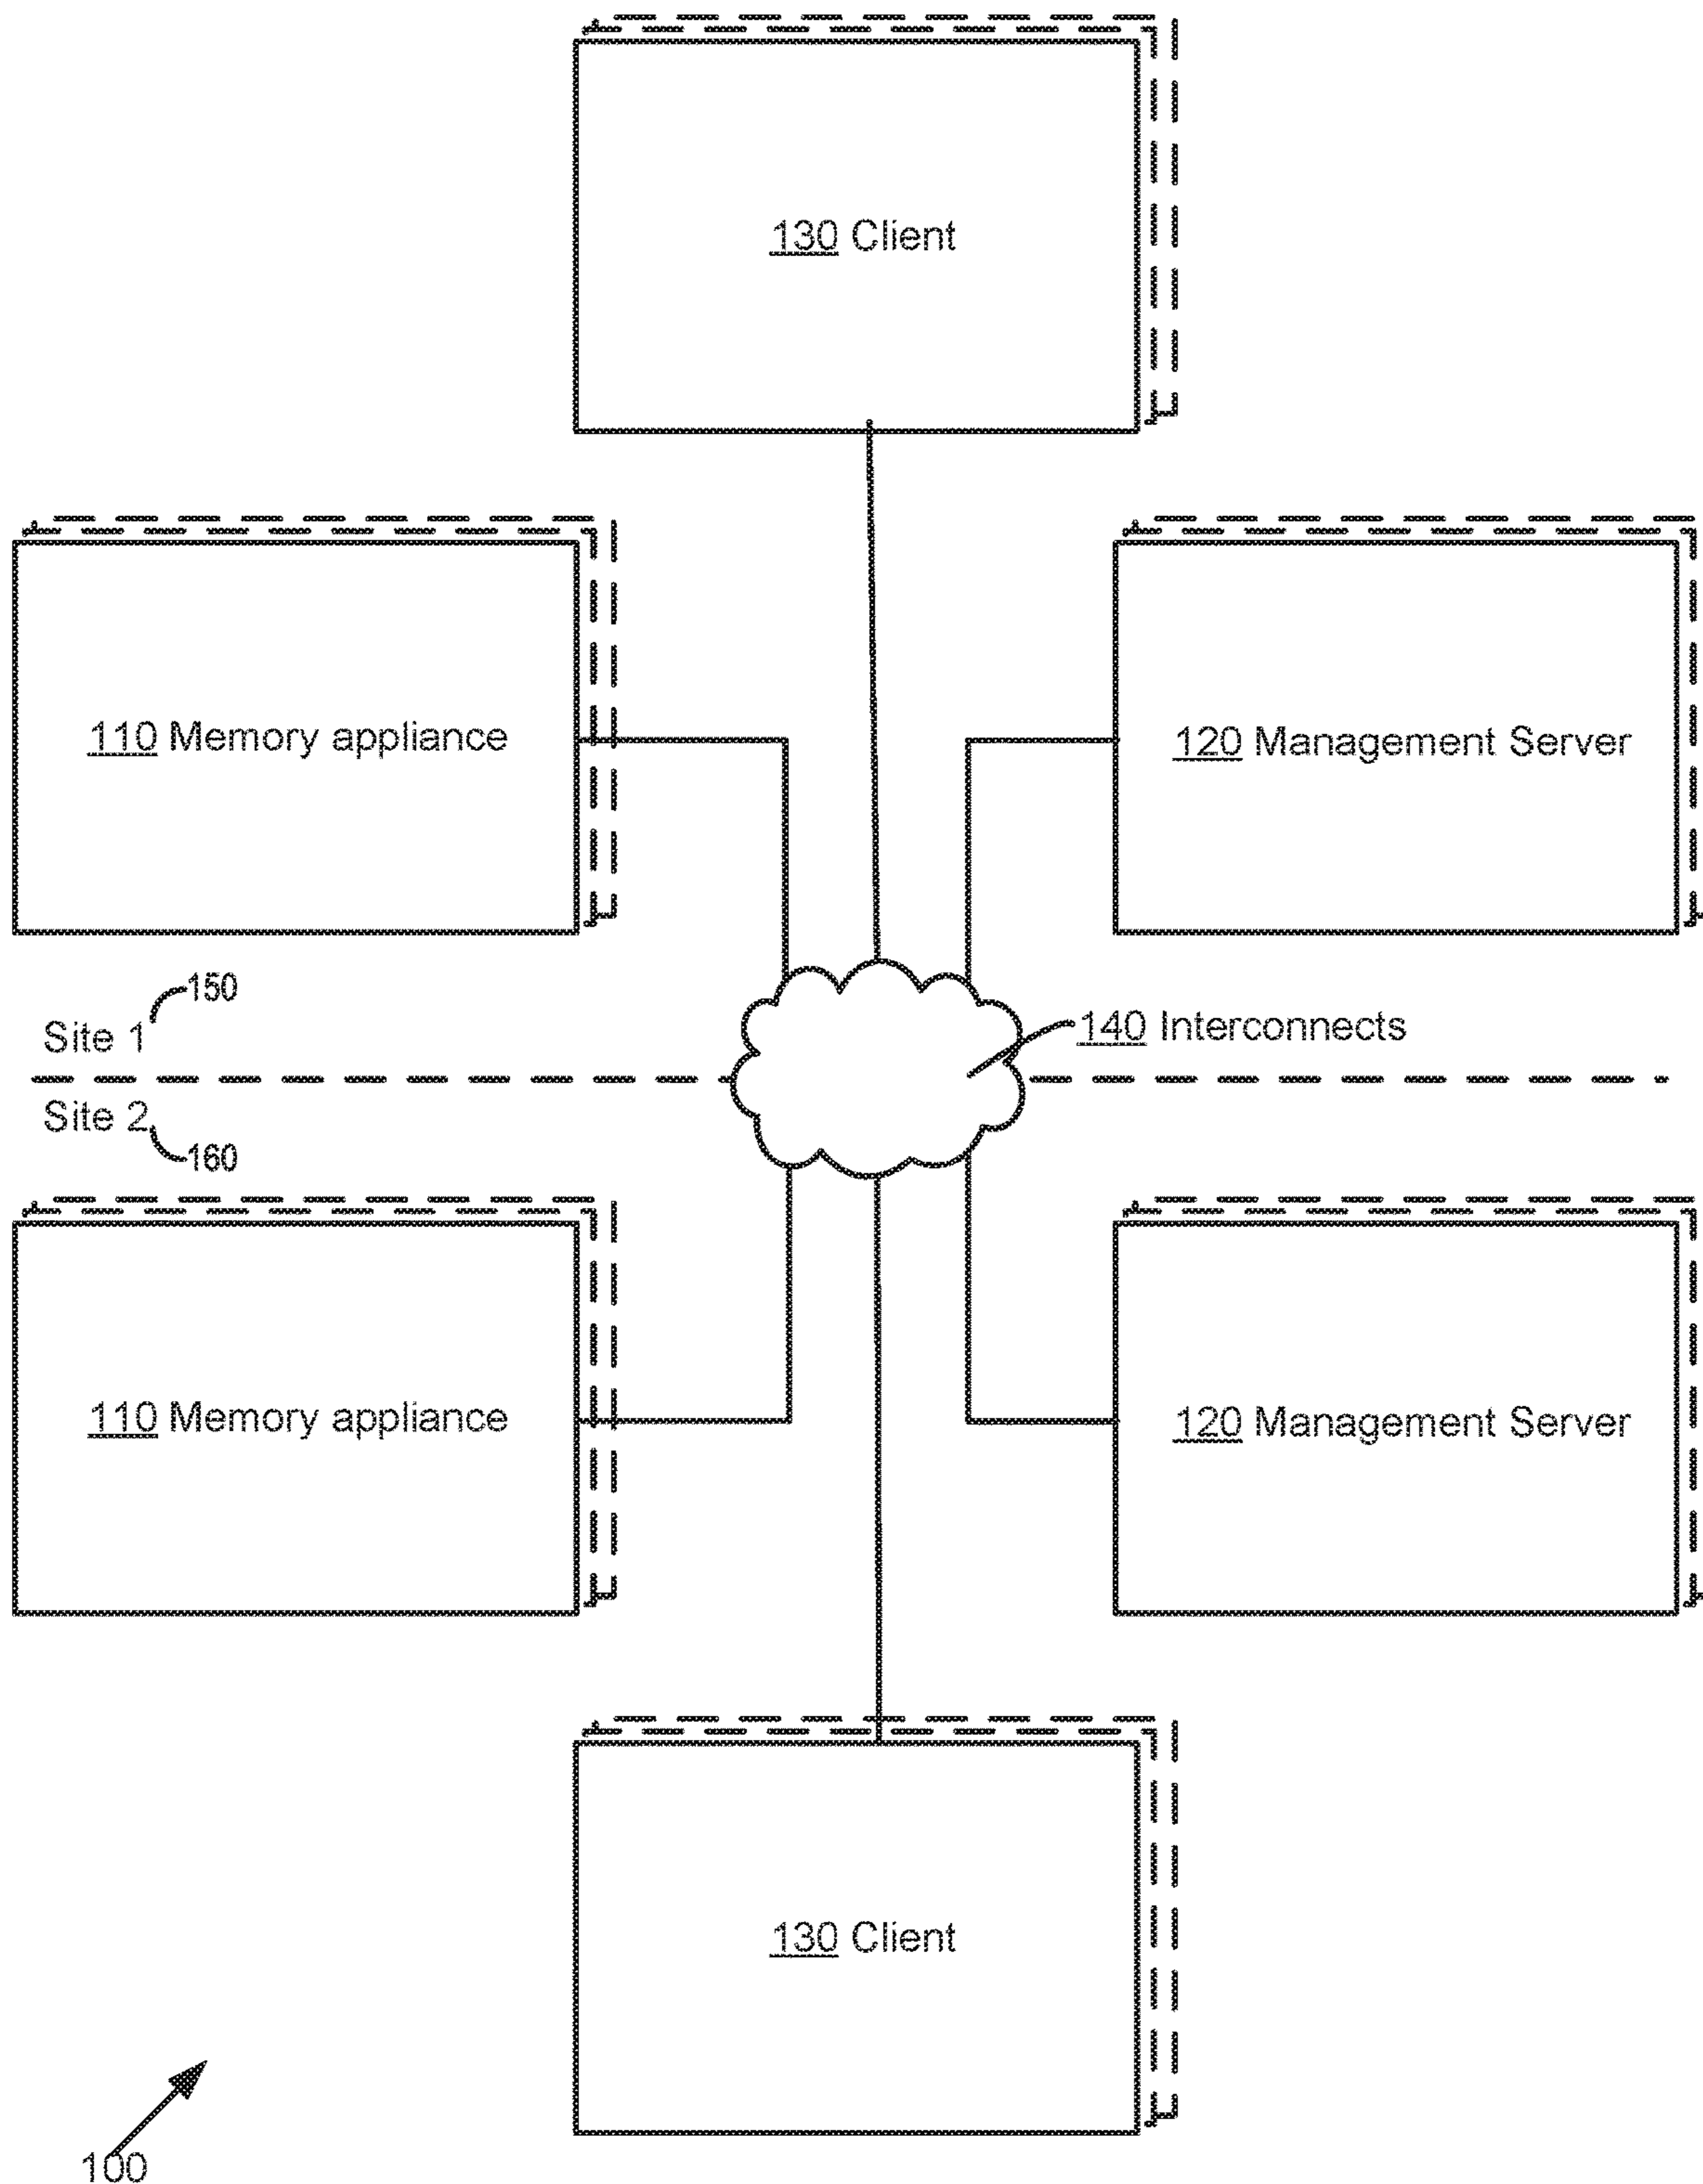 130 Client
110 Memory appliance
120 Management Server
150
Site 1
140 Interconnects
Site 2
160
110 Memory appliance
120 Management Server
130 Client
100